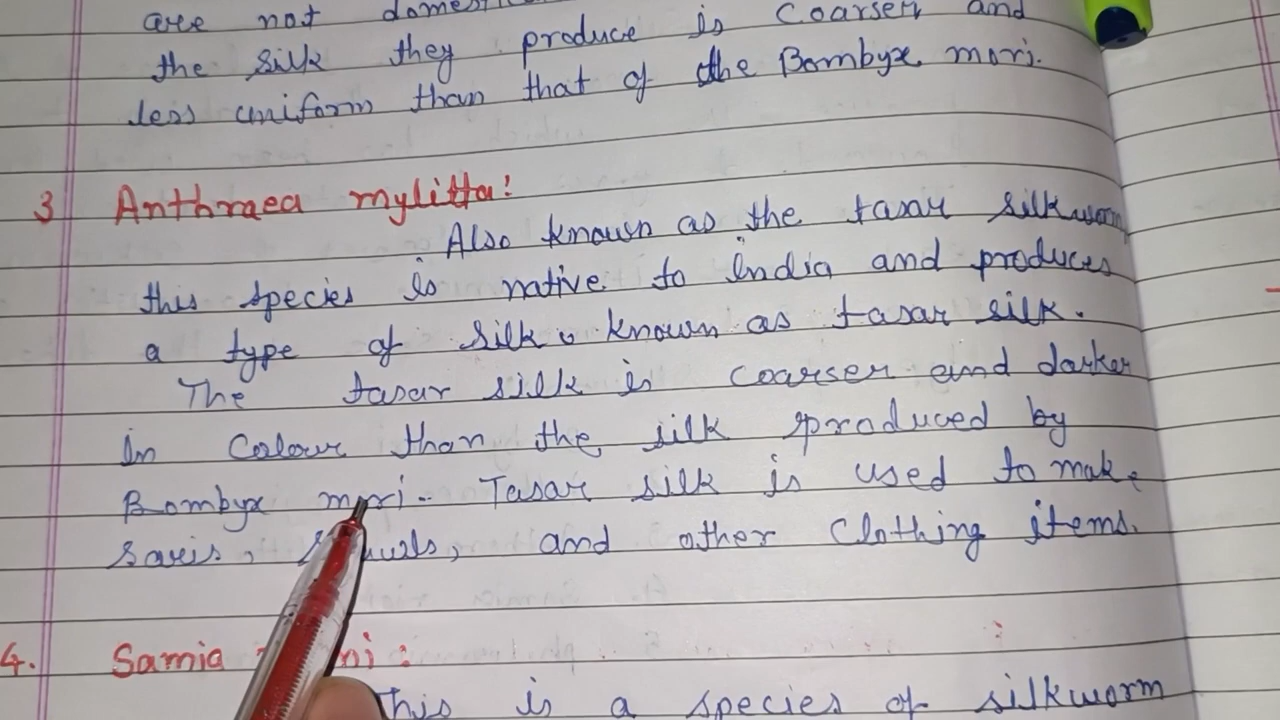 are not
the silk they produce is coarser and
less uniform than that of the Bombyx mori.
3 Anthraea mylitta:
Also known as the tasar silkworm
this species is native to India and produces
a type of silk known as tasar silk.
The tasar silk is coarser and darker
in colour than the silk produced by
Bombyx mori. Tasar silk is used to make
saris, and other clothing items.
4. Samia
This is a species of silkworm